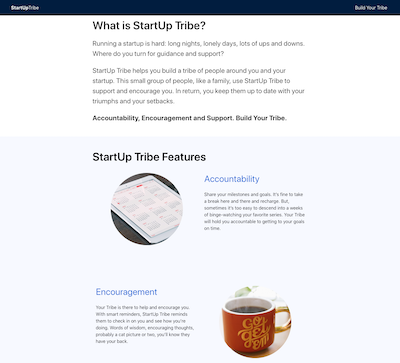 StartUpTribe
Build Your Tribe
What is StartUp Tribe?
Running a startup is hard: long nights, lonely days, lots of ups and downs.
Where do you turn for guidance and support?
StartUp Tribe helps you build a tribe of people around you and your
startup. This small group of people, like a family, use StartUp Tribe to
support and encourage you. In return, you keep them up to date with your
triumphs and your setbacks.
Accountability, Encouragement and Support. Build Your Tribe.
StartUp Tribe Features
Accountability
Share your milestones and goals. It's fine to take
a break here and there and recharge. But,
sometimes it's too easy to descend into a weeks
of binge-watching your favorite series. Your Tribe
will hold you accountable to getting to your goals
on time.
Encouragement
Your Tribe is there to help and encourage you.
With smart reminders, StartUp Tribe reminds
them to check in on you and see how you're
doing. Words of wisdom, encouraging thoughts,
probably a cat picture or two, you'll know they
have your back.
GO
GET
'EM